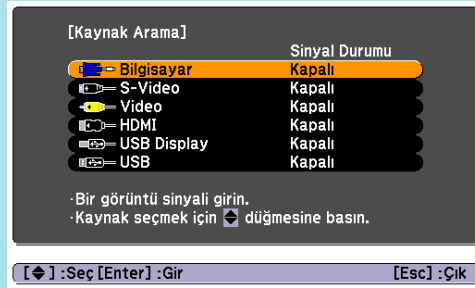 [Kaynak Arama]
Sinyal Durumu
Bilgisayar Kapalı
S-Video Kapalı
Video Kapalı
HDMI Kapalı
USB Display Kapalı
USB Kapalı
·Bir görüntü sinyali girin.
·Kaynak seçmek için düğmesine basın.
[ ] :Seç [Enter] :Gir [Esc] :Çık